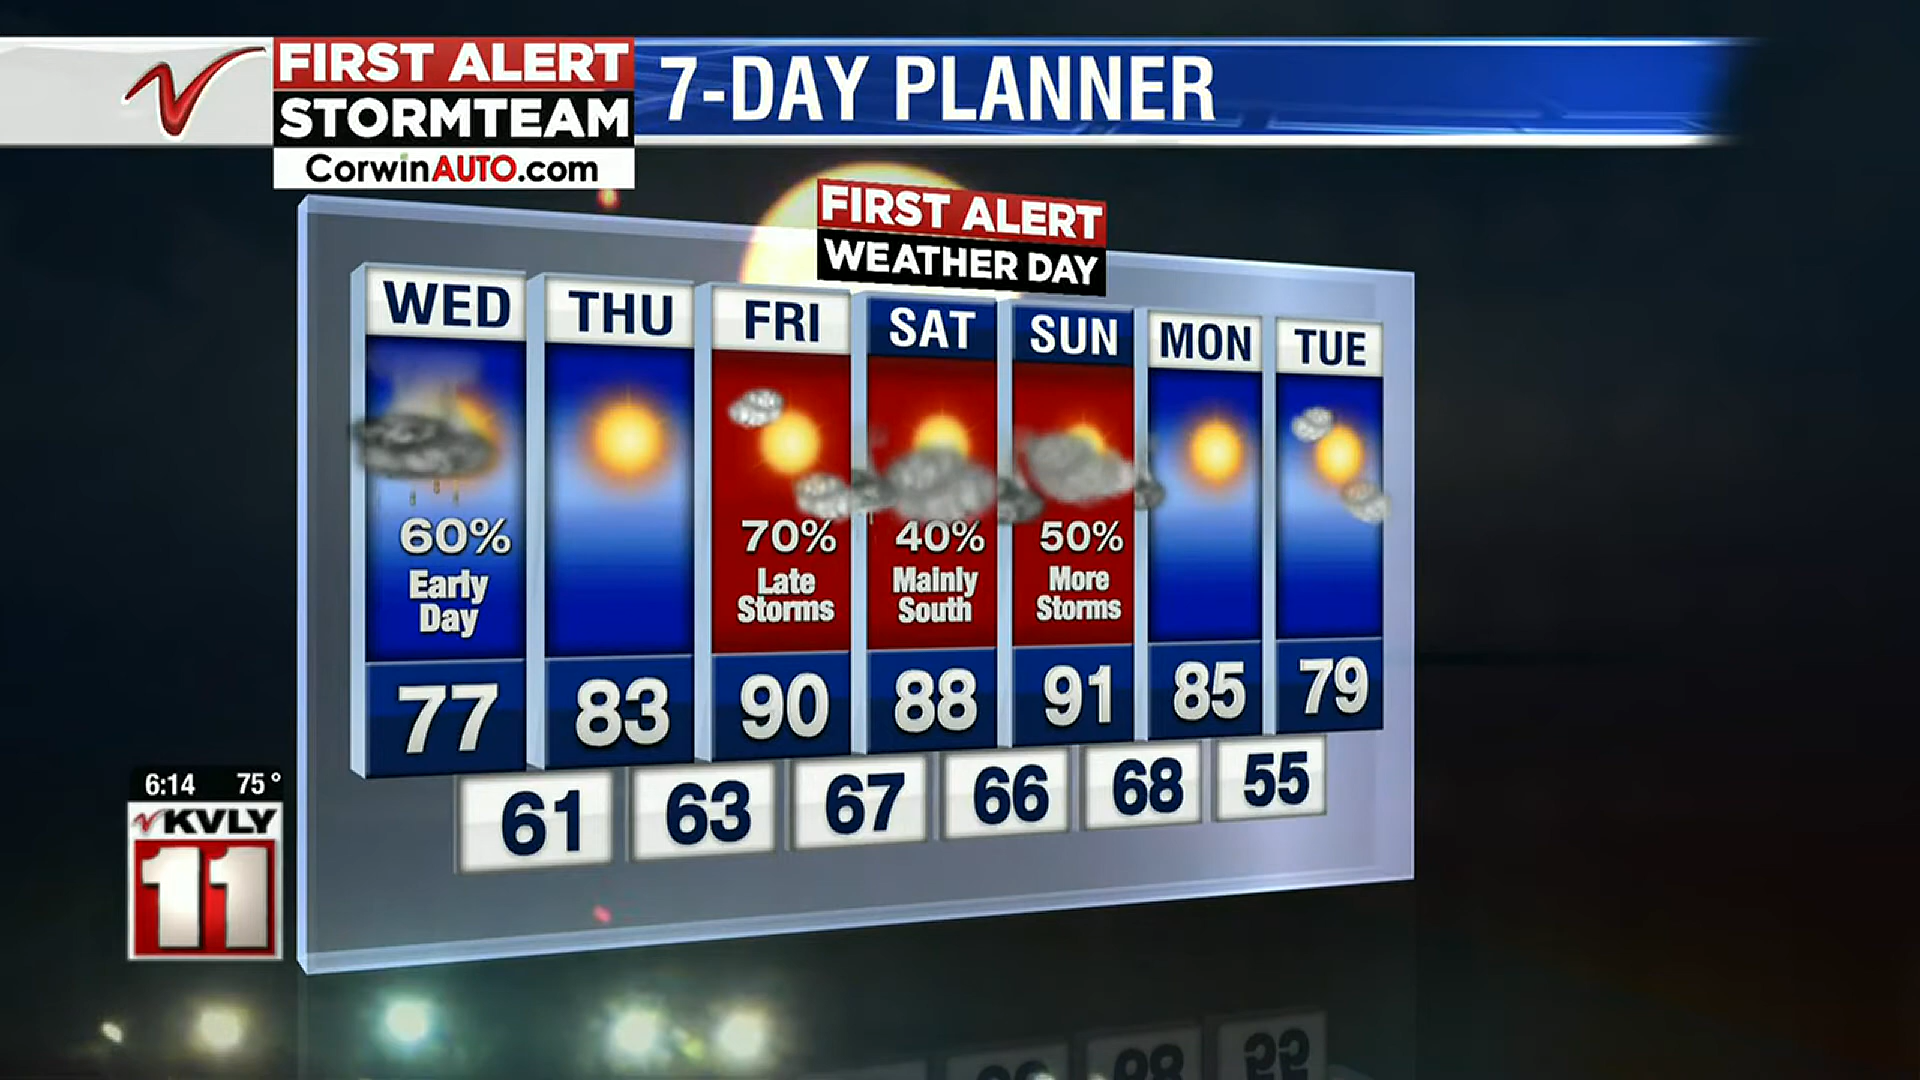 FIRST ALERT
STORMTEAM
CorwinAUTO.com
7-DAY PLANNER
FIRST ALERT
WEATHER DAY
WED THU FRI SAT SUN MON TUE
60% 70% 40% 50%
Early Late Mainly More
Day Storms South Storms
77 83 90 88 91 85 79
61 63 67 66 68 55
6:14 75°
KVLY
11